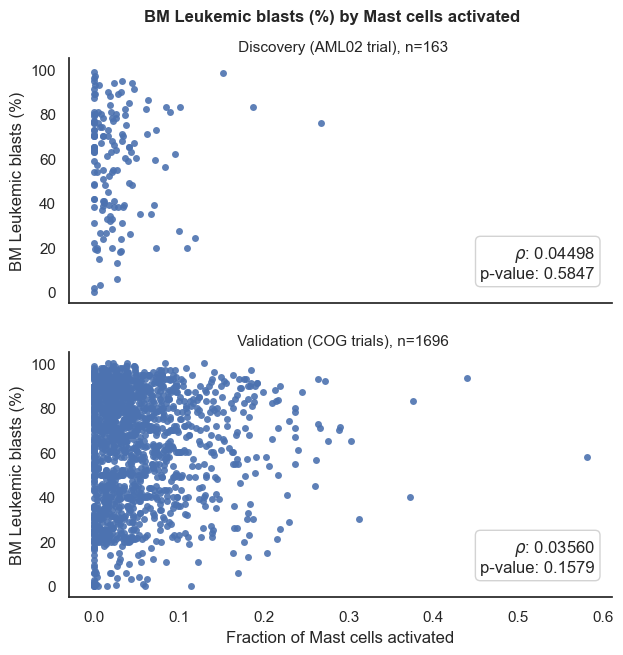 BM Leukemic blasts (%) by Mast cells activated
Discovery (AML02 trial), n=163
BM Leukemic blasts (%)
100
80
60
40
20
0
ρ: 0.04498
p-value: 0.5847
Validation (COG trials), n=1696
BM Leukemic blasts (%)
100
80
60
40
20
0
ρ: 0.03560
p-value: 0.1579
0.0 0.1 0.2 0.3 0.4 0.5 0.6
Fraction of Mast cells activated